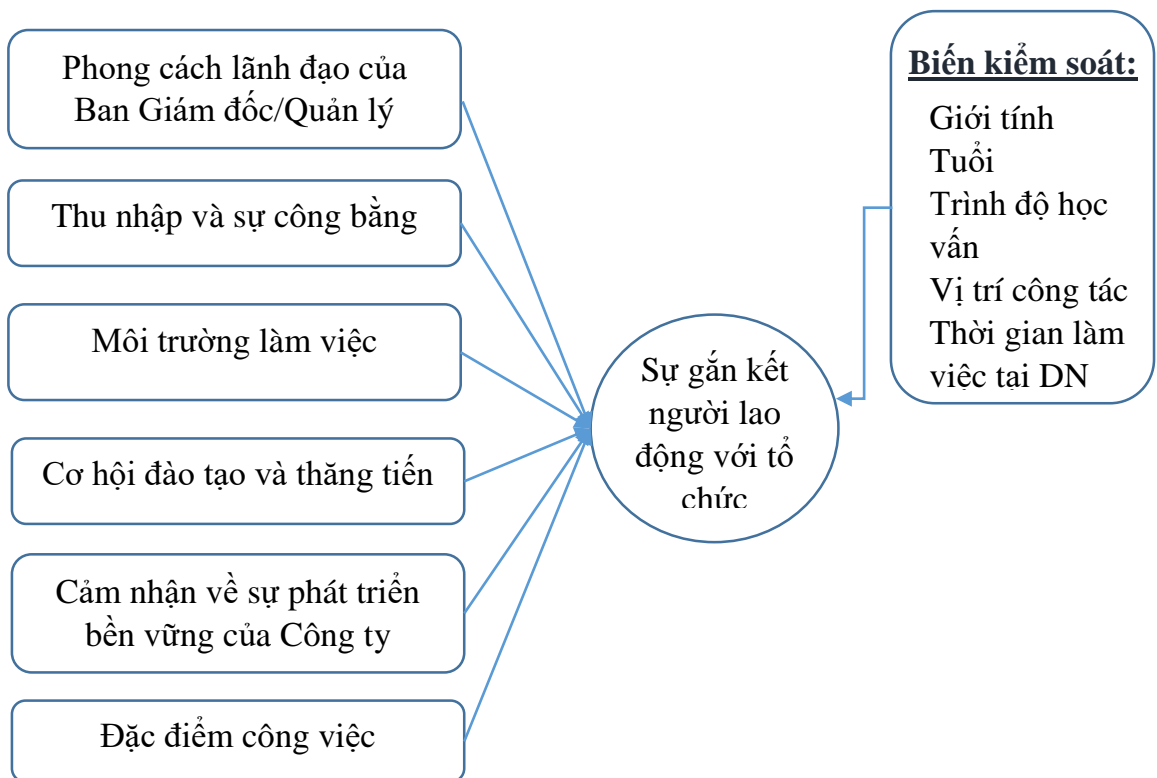 Phong cách lãnh đạo của
Ban Giám đốc/Quản lý
Thu nhập và sự công bằng
Môi trường làm việc
Cơ hội đào tạo và thăng tiến
Cảm nhận về sự phát triển
bền vững của Công ty
Đặc điểm công việc
Sự gắn kết
người lao
động với tổ
chức
Biến kiểm soát:
Giới tính
Tuổi
Trình độ học
vấn
Vị trí công tác
Thời gian làm
việc tại DN